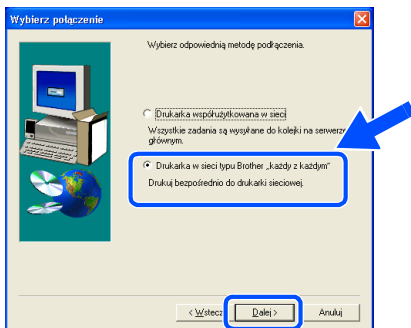 Wybierz połączenie
Wybierz odpowiednią metodę podłączenia.
Drukarka współużytkowana w sieci
Wszystkie zadania są wysyłane do kolejki na serwerze
głównym.
Drukarka w sieci typu Brother „każdy z każdym"
Drukuj bezpośrednio do drukarki sieciowej.
< Wstecz
Dalej >
Anuluj